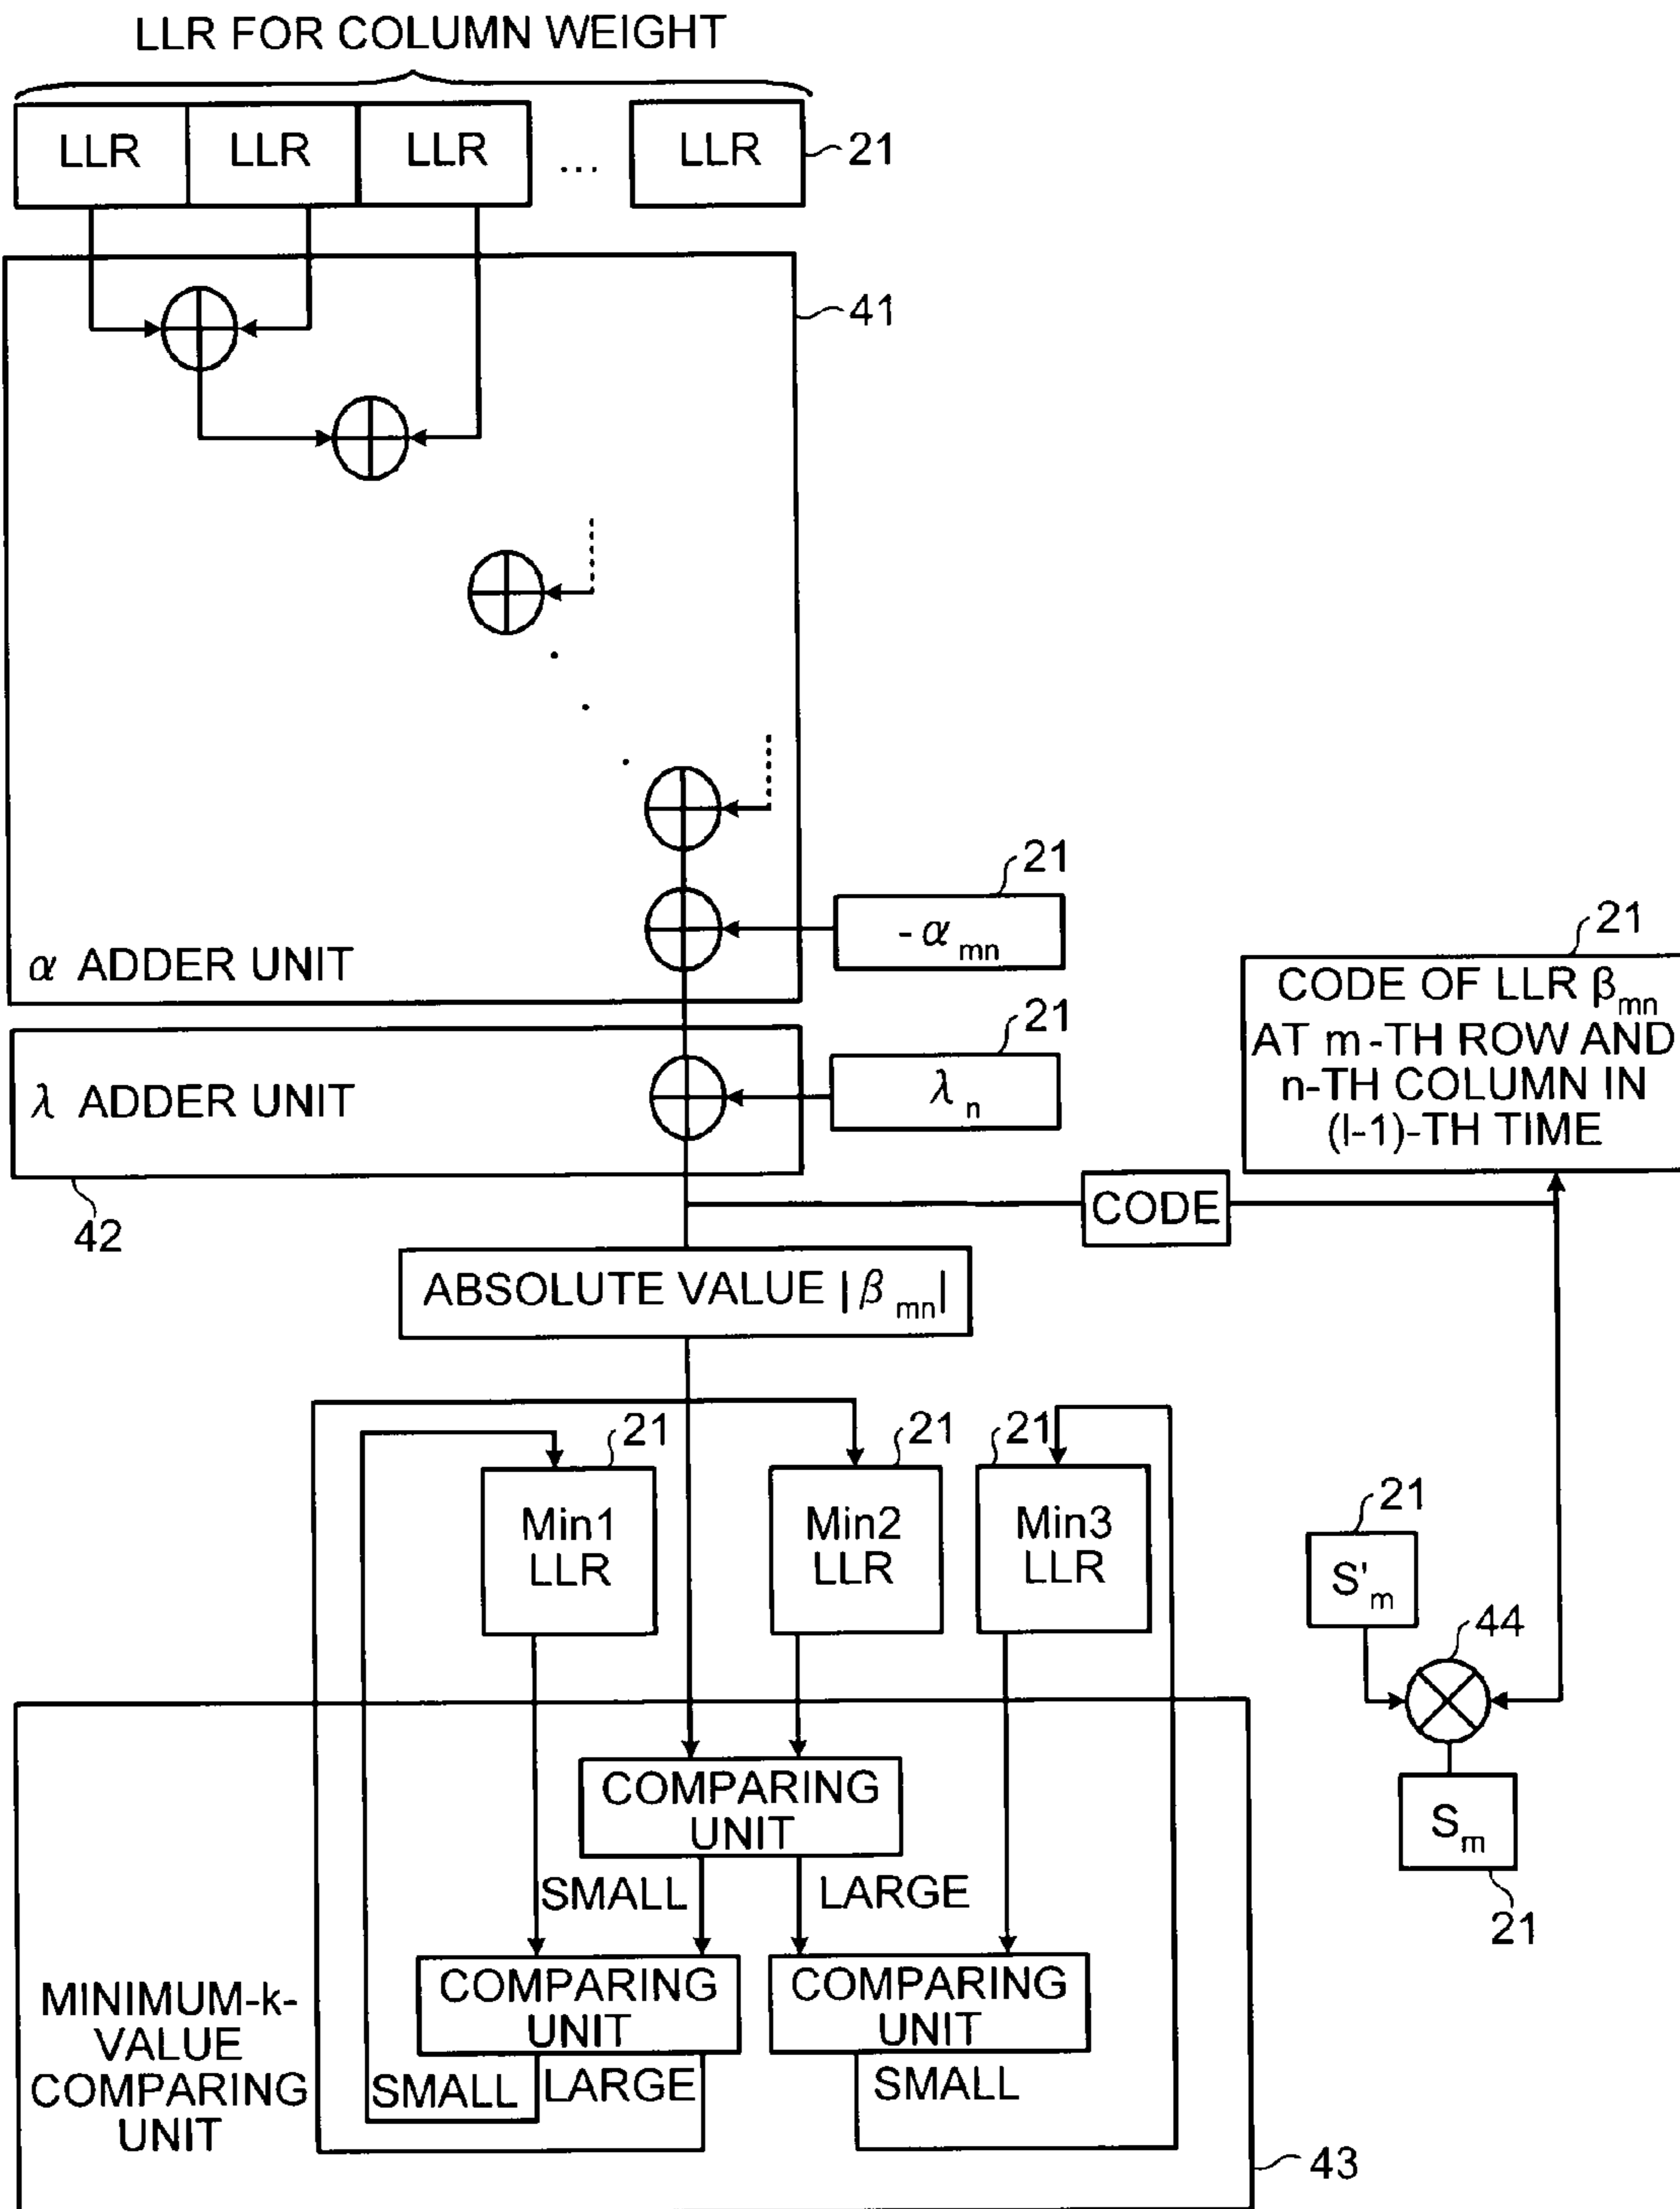 LLR FOR COLUMN WEIGHT
LLR LLR LLR ... LLR 21
41
21
-α mn
α ADDER UNIT
21
λ n
λ ADDER UNIT
42
21
CODE OF LLR βmn
AT m-TH ROW AND
n-TH COLUMN IN
(l-1)-TH TIME
CODE
ABSOLUTE VALUE |β mn|
21 21 21
Min1
LLR
Min2
LLR
Min3
LLR
21
S'm
44
Sm
21
COMPARING
UNIT
SMALL LARGE
COMPARING
UNIT
COMPARING
UNIT
SMALL LARGE SMALL
MINIMUM-k-
VALUE
COMPARING
UNIT
43